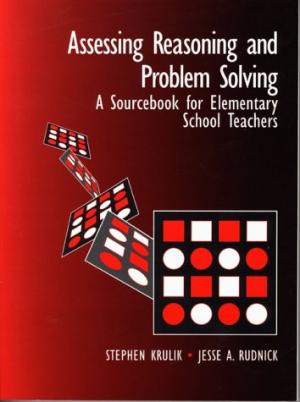 Assessing Reasoning and
Problem Solving
A Sourcebook for Elementary
School Teachers
STEPHEN KRULIK • JESSE A. RUDNICK